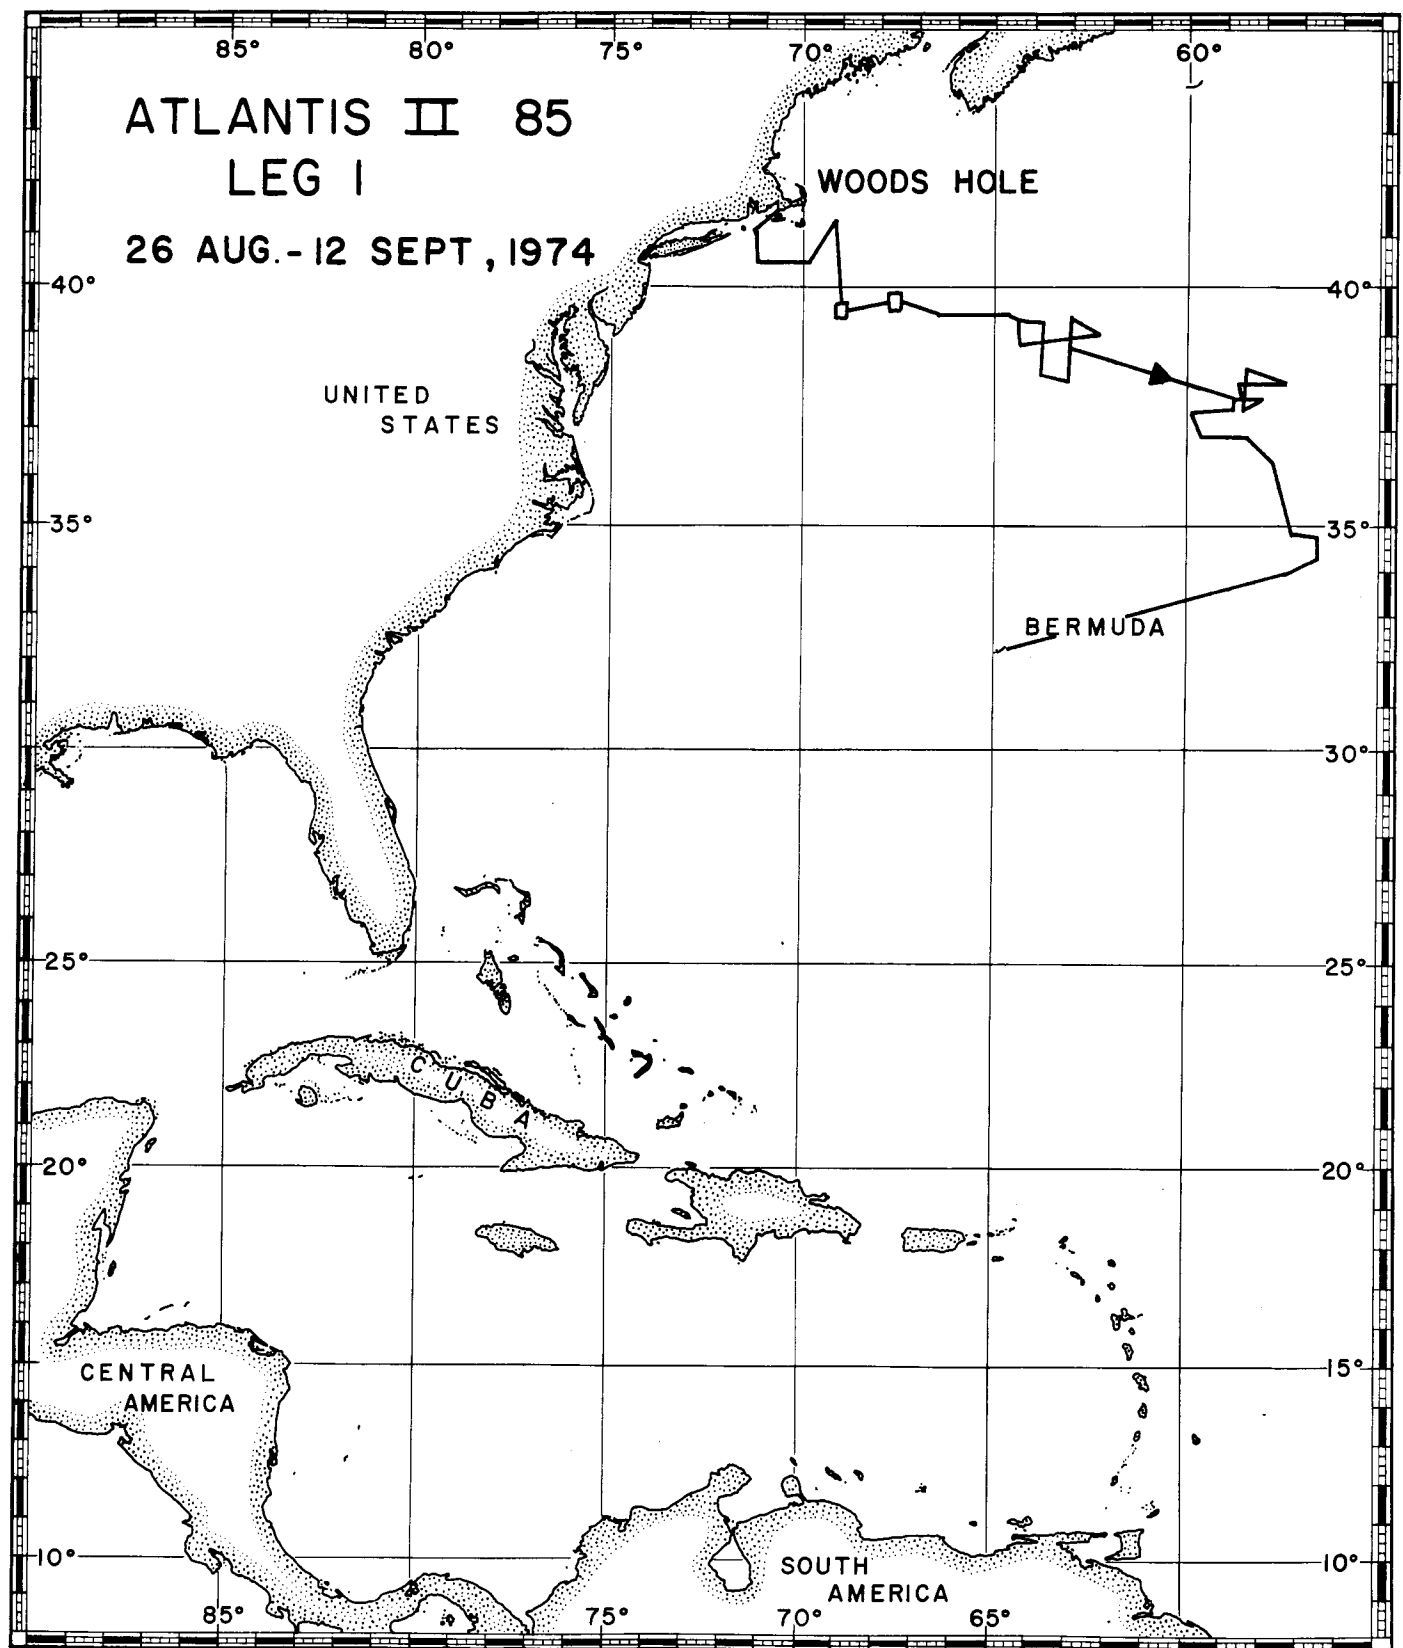 85° 80° 75° 70° 60°
ATLANTIS II 85
LEG I
26 AUG.-12 SEPT, 1974
WOODS HOLE
40° 40°
UNITED
STATES
35° 35°
BERMUDA
30°
25° 25°
CUBA
20° 20°
15°
CENTRAL
AMERICA
10° 10°
SOUTH
AMERICA
85° 75° 70° 65°